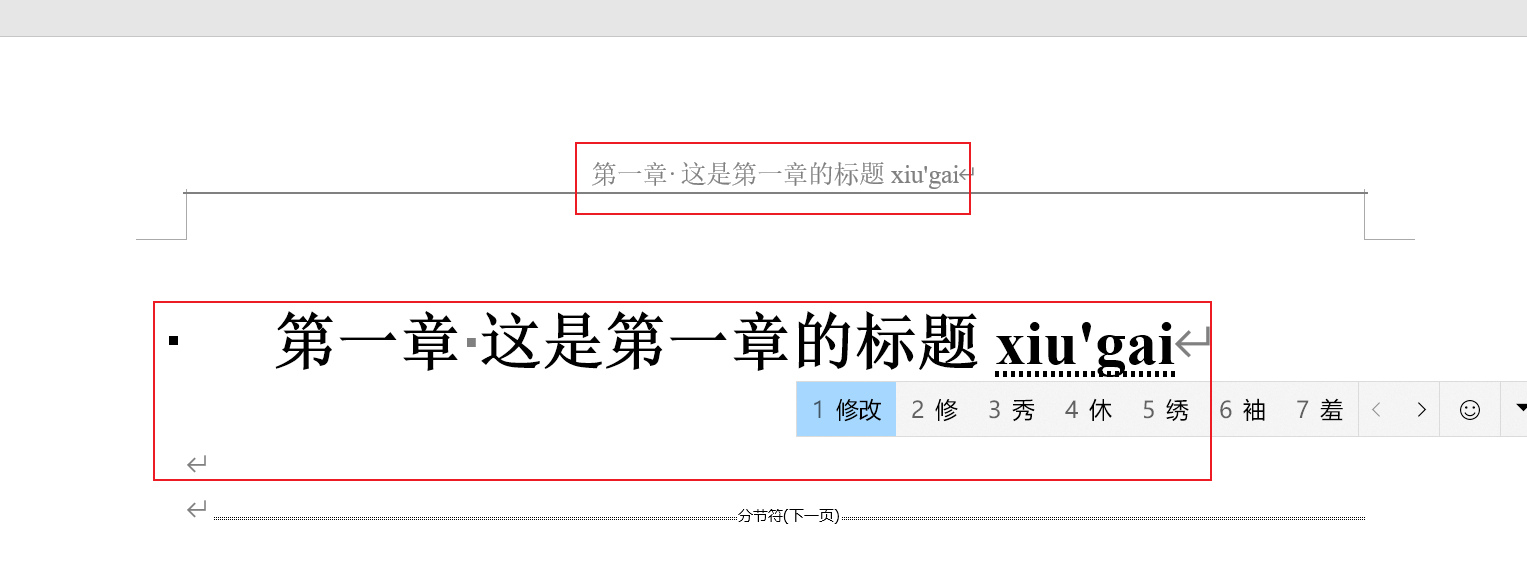 第一章· 这是第一章的标题 xiu'gai
第一章·这是第一章的标题 xiu'gai
1 修改 2 修 3 秀 4 休 5 绣 6 袖 7 羞
分节符(下一页)